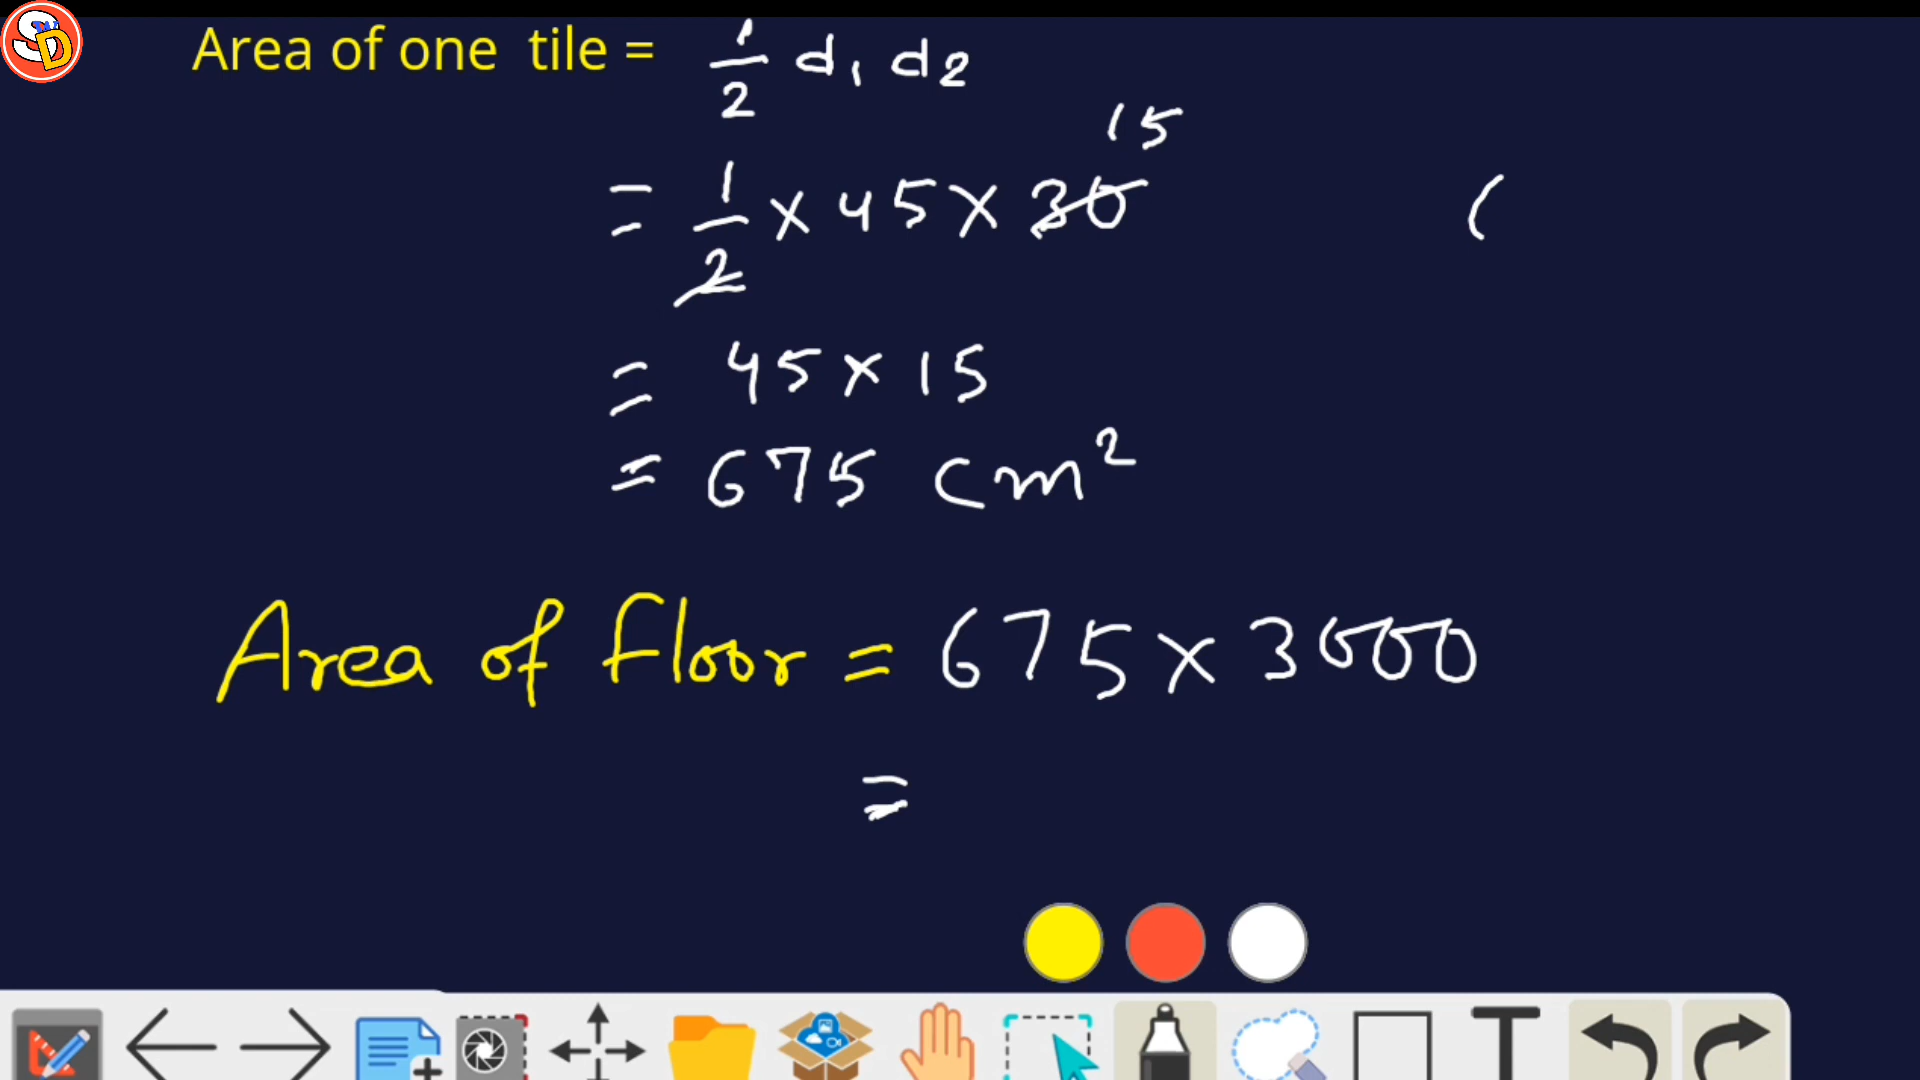 SD
Area of one tile = 1/2 d₁ d₂
15
= 1/2 × 45 × 30 (
= 45 × 15
= 675 cm²
Area of floor = 675 × 3000
=
T